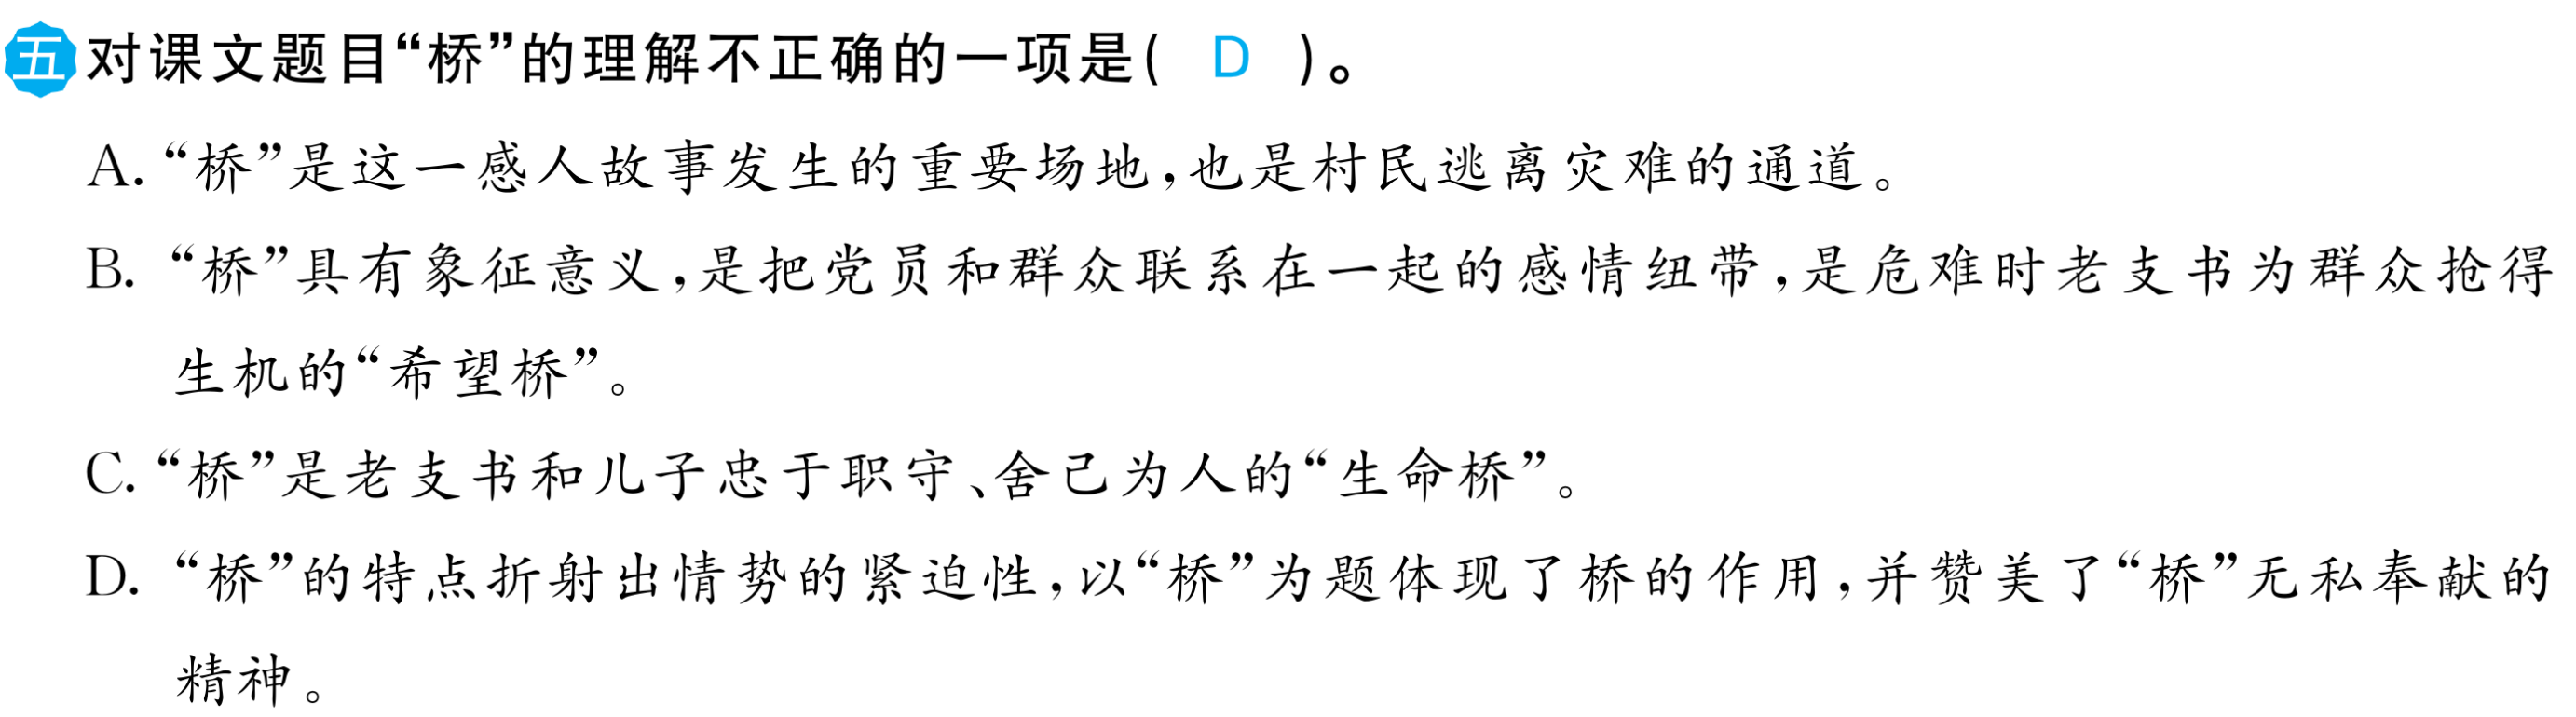 五 对课文题目“桥”的理解不正确的一项是( D )。
A. “桥”是这一感人故事发生的重要场地,也是村民逃离灾难的通道。
B. “桥”具有象征意义,是把党员和群众联系在一起的感情纽带,是危难时老支书为群众抢得
生机的“希望桥”。
C. “桥”是老支书和儿子忠于职守、舍己为人的“生命桥”。
D. “桥”的特点折射出情势的紧迫性,以“桥”为题体现了桥的作用,并赞美了“桥”无私奉献的
精神。